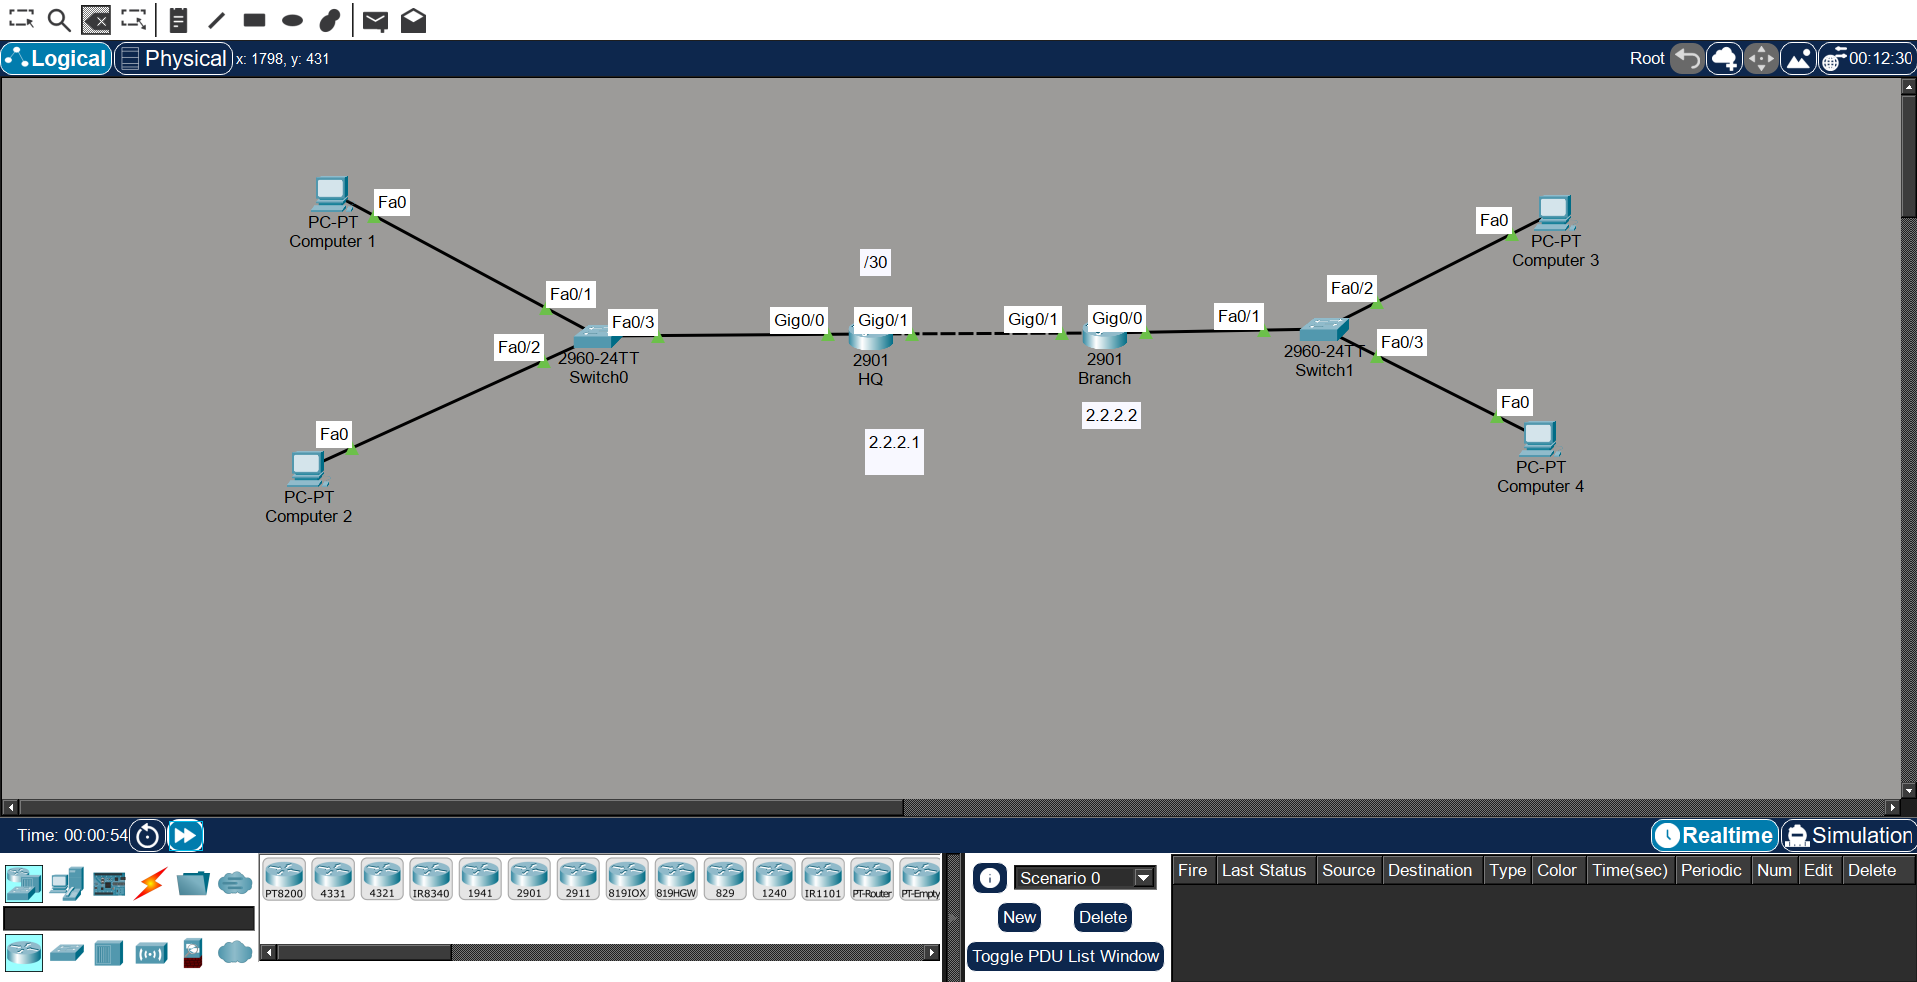 Logical
Physical
x: 1798, y: 431
Root
00:12:30
Fa0
PC-PT
Computer 1
Fa0
PC-PT
Computer 3
/30
Fa0/1
Fa0/2
Fa0/3
Gig0/0
Gig0/1
Gig0/1
Gig0/0
Fa0/1
Fa0/2
2960-24TT
Switch0
2901
HQ
2901
Branch
2960-24TT
Switch1
Fa0/3
2.2.2.2
2.2.2.1
Fa0
PC-PT
Computer 4
Fa0
PC-PT
Computer 2
Time: 00:00:54
Realtime
Simulation
PT8200
4331
4321
IR8340
1941
2901
2911
819IOX
819HGW
829
1240
IR1101
PT-Router
PT-Empty
Scenario 0
New
Delete
Toggle PDU List Window
Fire Last Status Source Destination Type Color Time(sec) Periodic Num Edit Delete